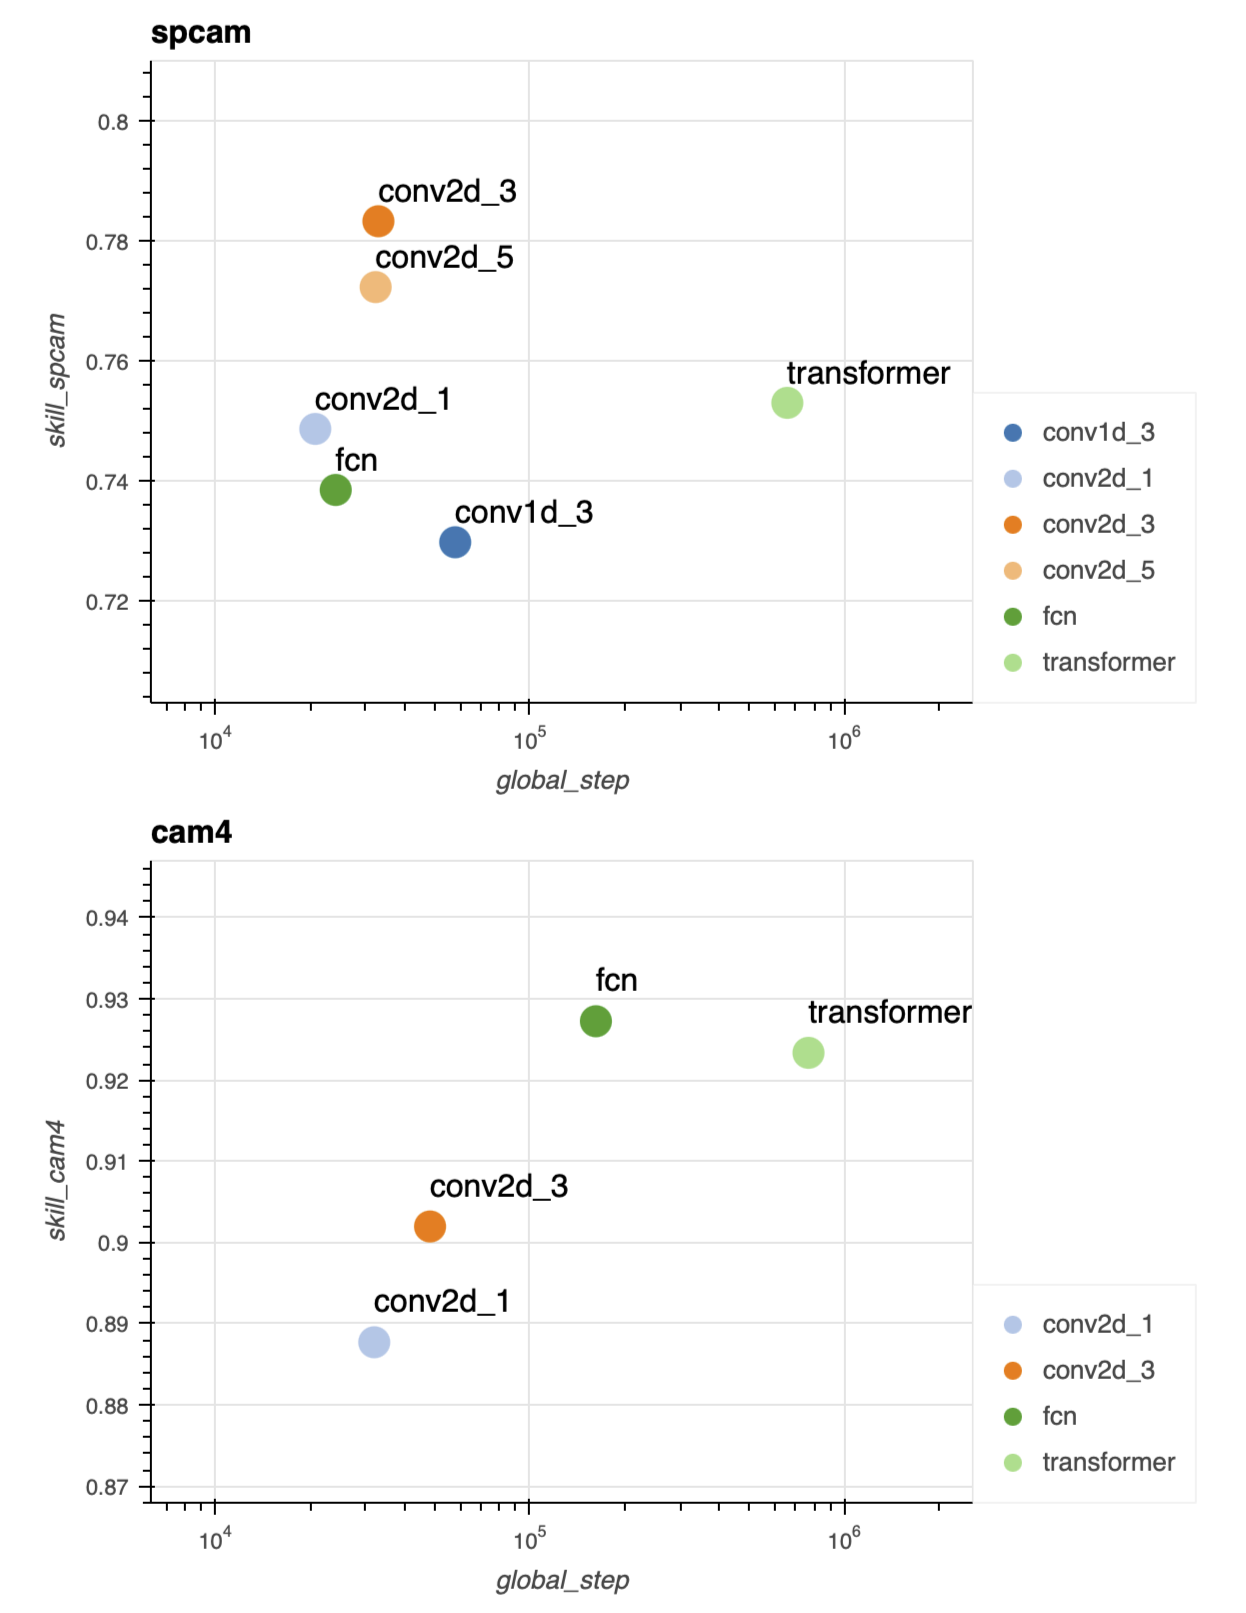 spcam
0.8
conv2d_3
0.78
conv2d_5
0.76
transformer
conv2d_1
fcn
0.74
conv1d_3
0.72
skill_spcam
10^4
10^5
10^6
global_step
conv1d_3
conv2d_1
conv2d_3
conv2d_5
fcn
transformer
cam4
0.94
fcn
0.93
transformer
0.92
0.91
conv2d_3
0.9
conv2d_1
0.89
0.88
0.87
skill_cam4
10^4
10^5
10^6
global_step
conv2d_1
conv2d_3
fcn
transformer